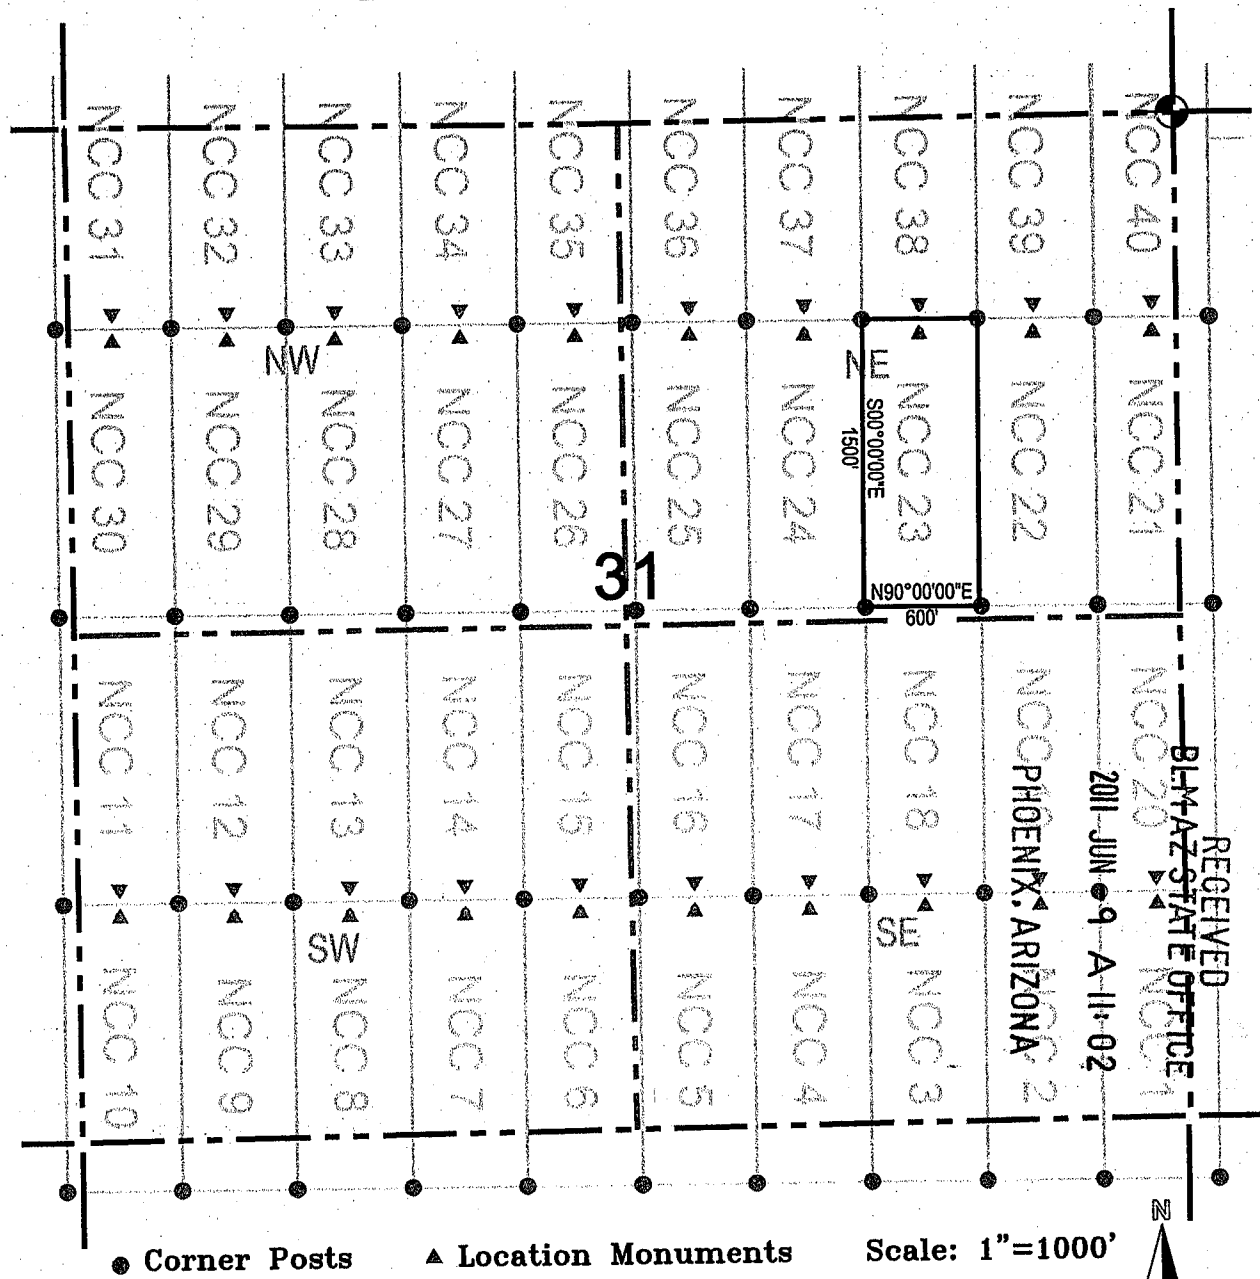 NCC 31
NCC 32
NCC 33
NCC 34
NCC 35
NCC 36
NCC 37
NCC 38
NCC 39
NCC 40
NW
NE
NCC 30
NCC 29
NCC 28
NCC 27
NCC 26
NCC 25
NCC 24
S00°00'00"E
1500'
NCC 23
NCC 22
NCC 21
31
N90°00'00"E
600'
NCC 11
NCC 12
NCC 13
NCC 14
NCC 15
NCC 16
NCC 17
NCC 18
NCC
NCC 20
RECEIVED
BLM AZ STATE OFFICE
2011 JUN 9 A 11:02
PHOENIX, ARIZONA
SW
SE
NCC 10
NCC 9
NCC 8
NCC 7
NCC 6
NCC 5
NCC 4
NCC 3
NCC 2
NCC 1
N
Corner Posts
Location Monuments
Scale: 1"=1000'